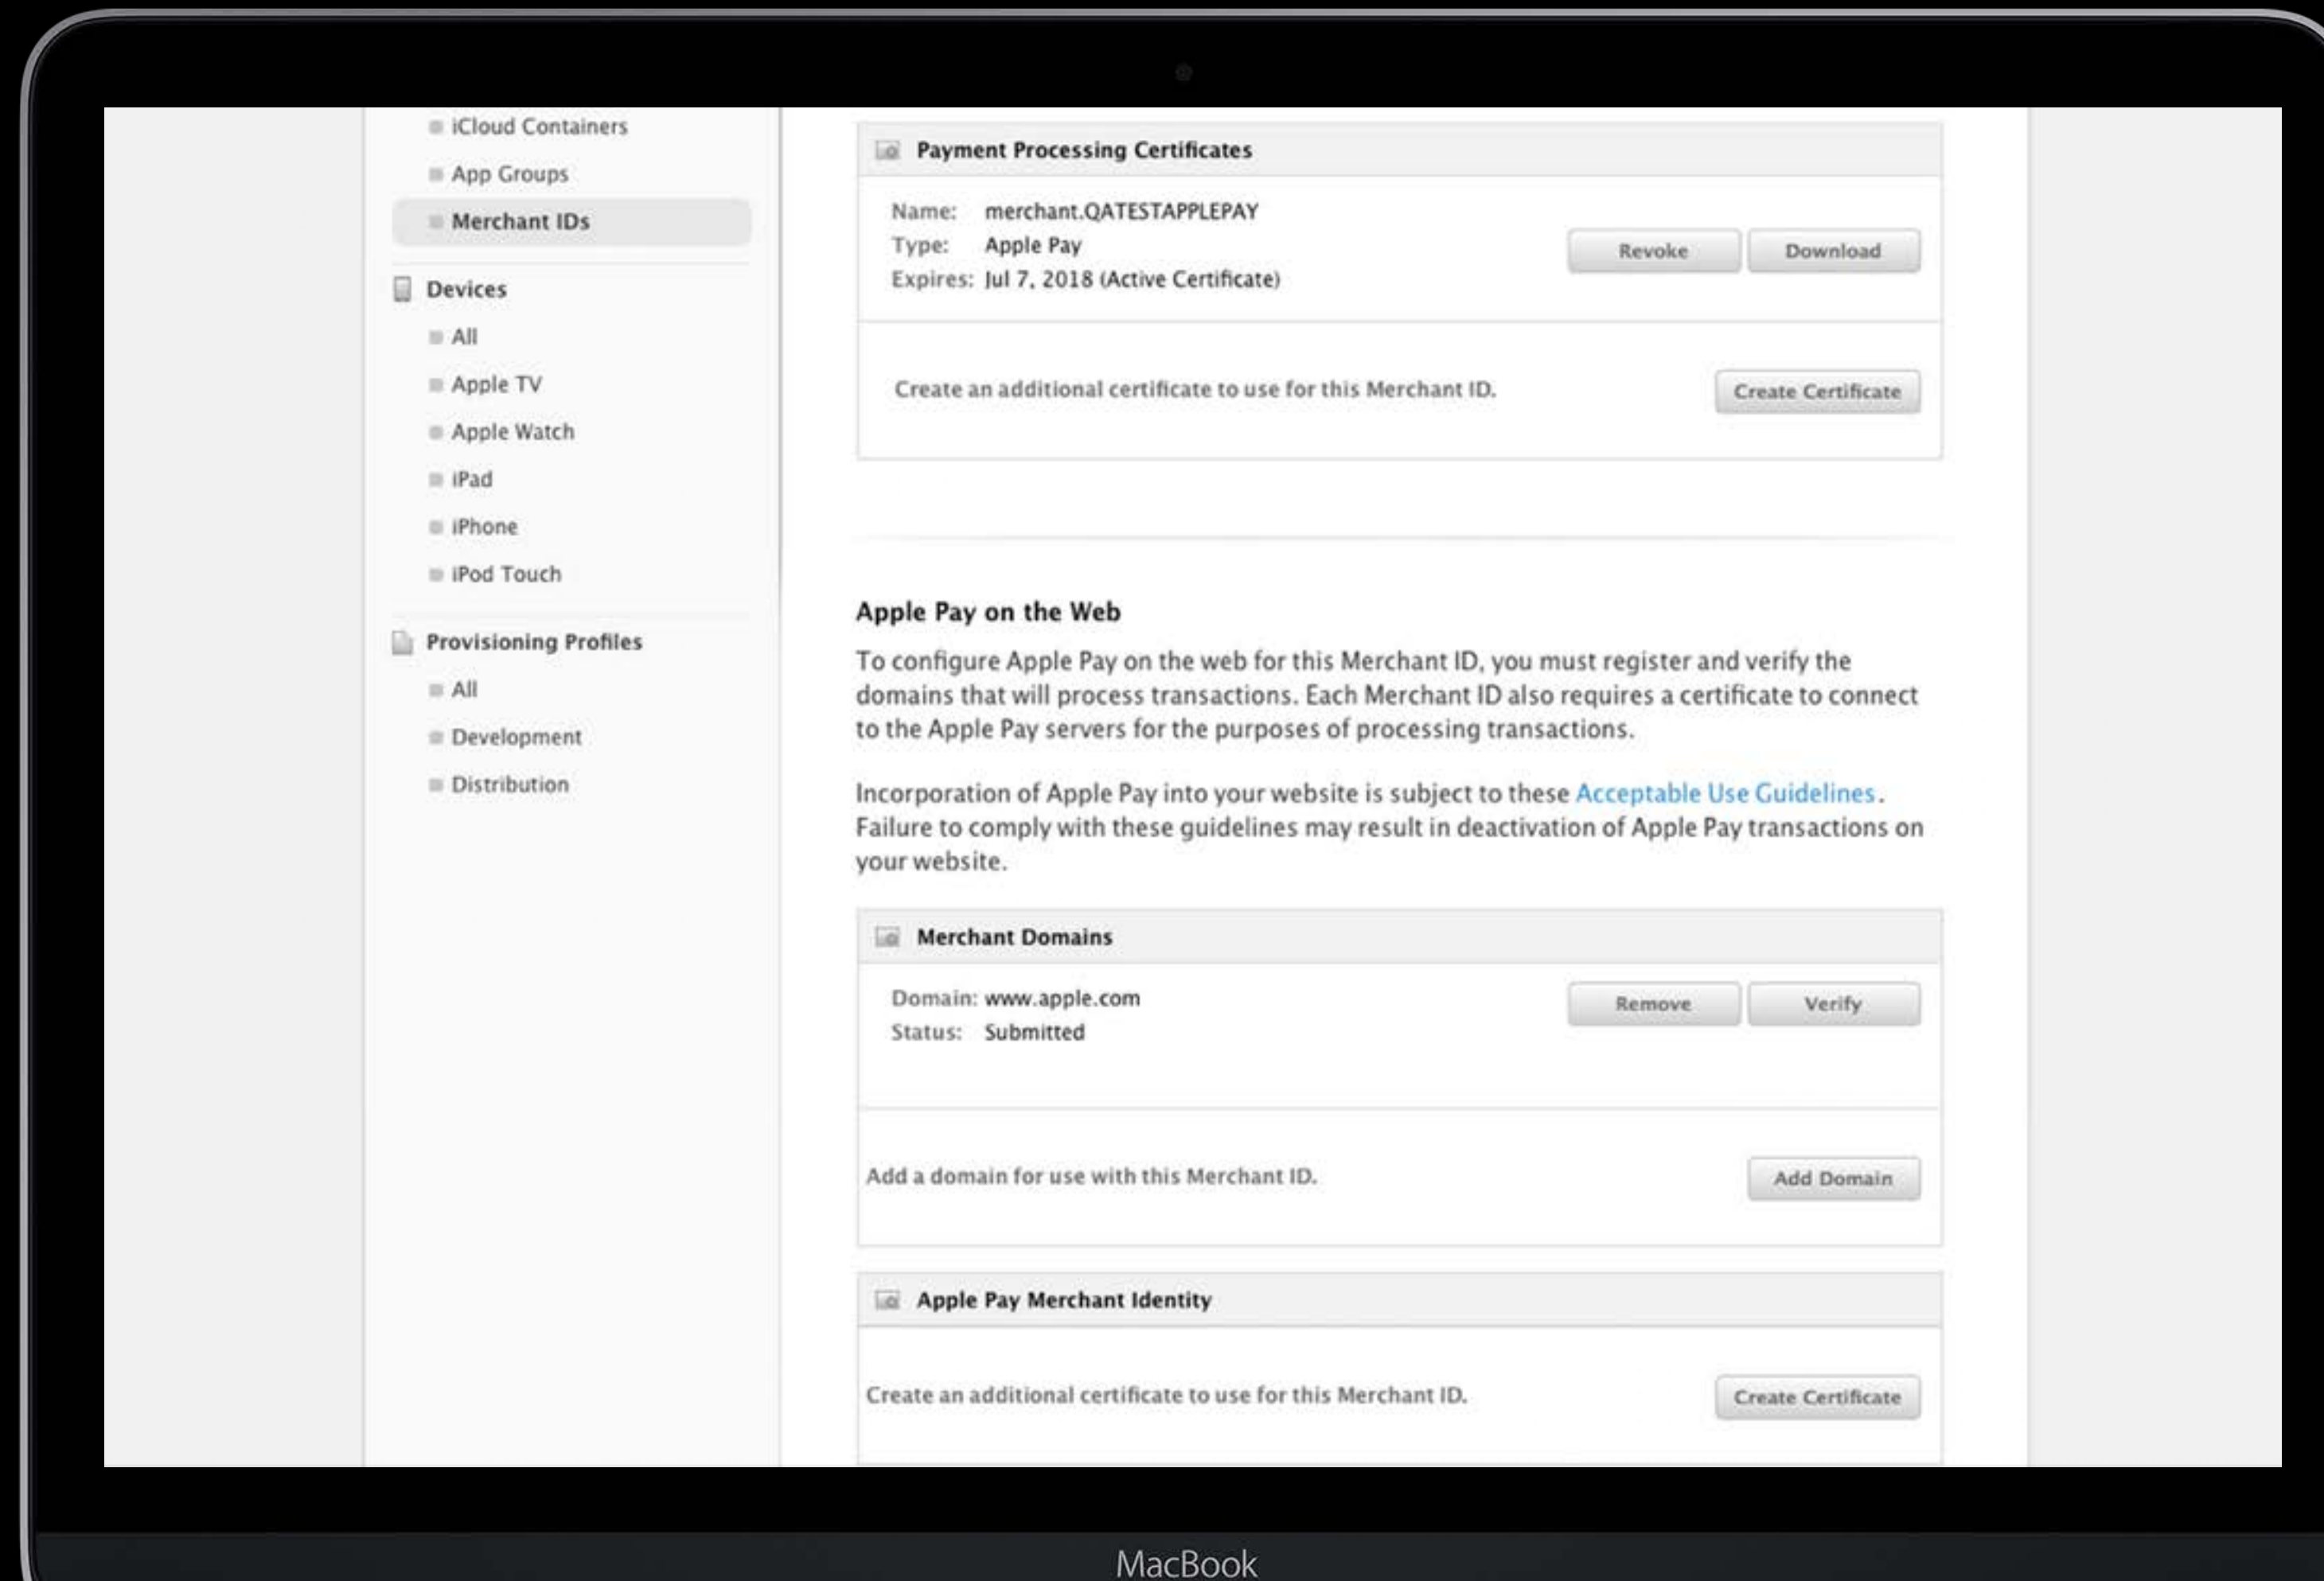 iCloud Containers
App Groups
Merchant IDs
Devices
All
Apple TV
Apple Watch
iPad
iPhone
iPod Touch
Provisioning Profiles
All
Development
Distribution
Payment Processing Certificates
Name: merchant.QATESTAPPLEPAY
Type: Apple Pay
Expires: Jul 7, 2018 (Active Certificate)
Revoke
Download
Create an additional certificate to use for this Merchant ID.
Create Certificate
Apple Pay on the Web
To configure Apple Pay on the web for this Merchant ID, you must register and verify the
domains that will process transactions. Each Merchant ID also requires a certificate to connect
to the Apple Pay servers for the purposes of processing transactions.
Incorporation of Apple Pay into your website is subject to these Acceptable Use Guidelines.
Failure to comply with these guidelines may result in deactivation of Apple Pay transactions on
your website.
Merchant Domains
Domain: www.apple.com
Status: Submitted
Remove
Verify
Add a domain for use with this Merchant ID.
Add Domain
Apple Pay Merchant Identity
Create an additional certificate to use for this Merchant ID.
Create Certificate
MacBook